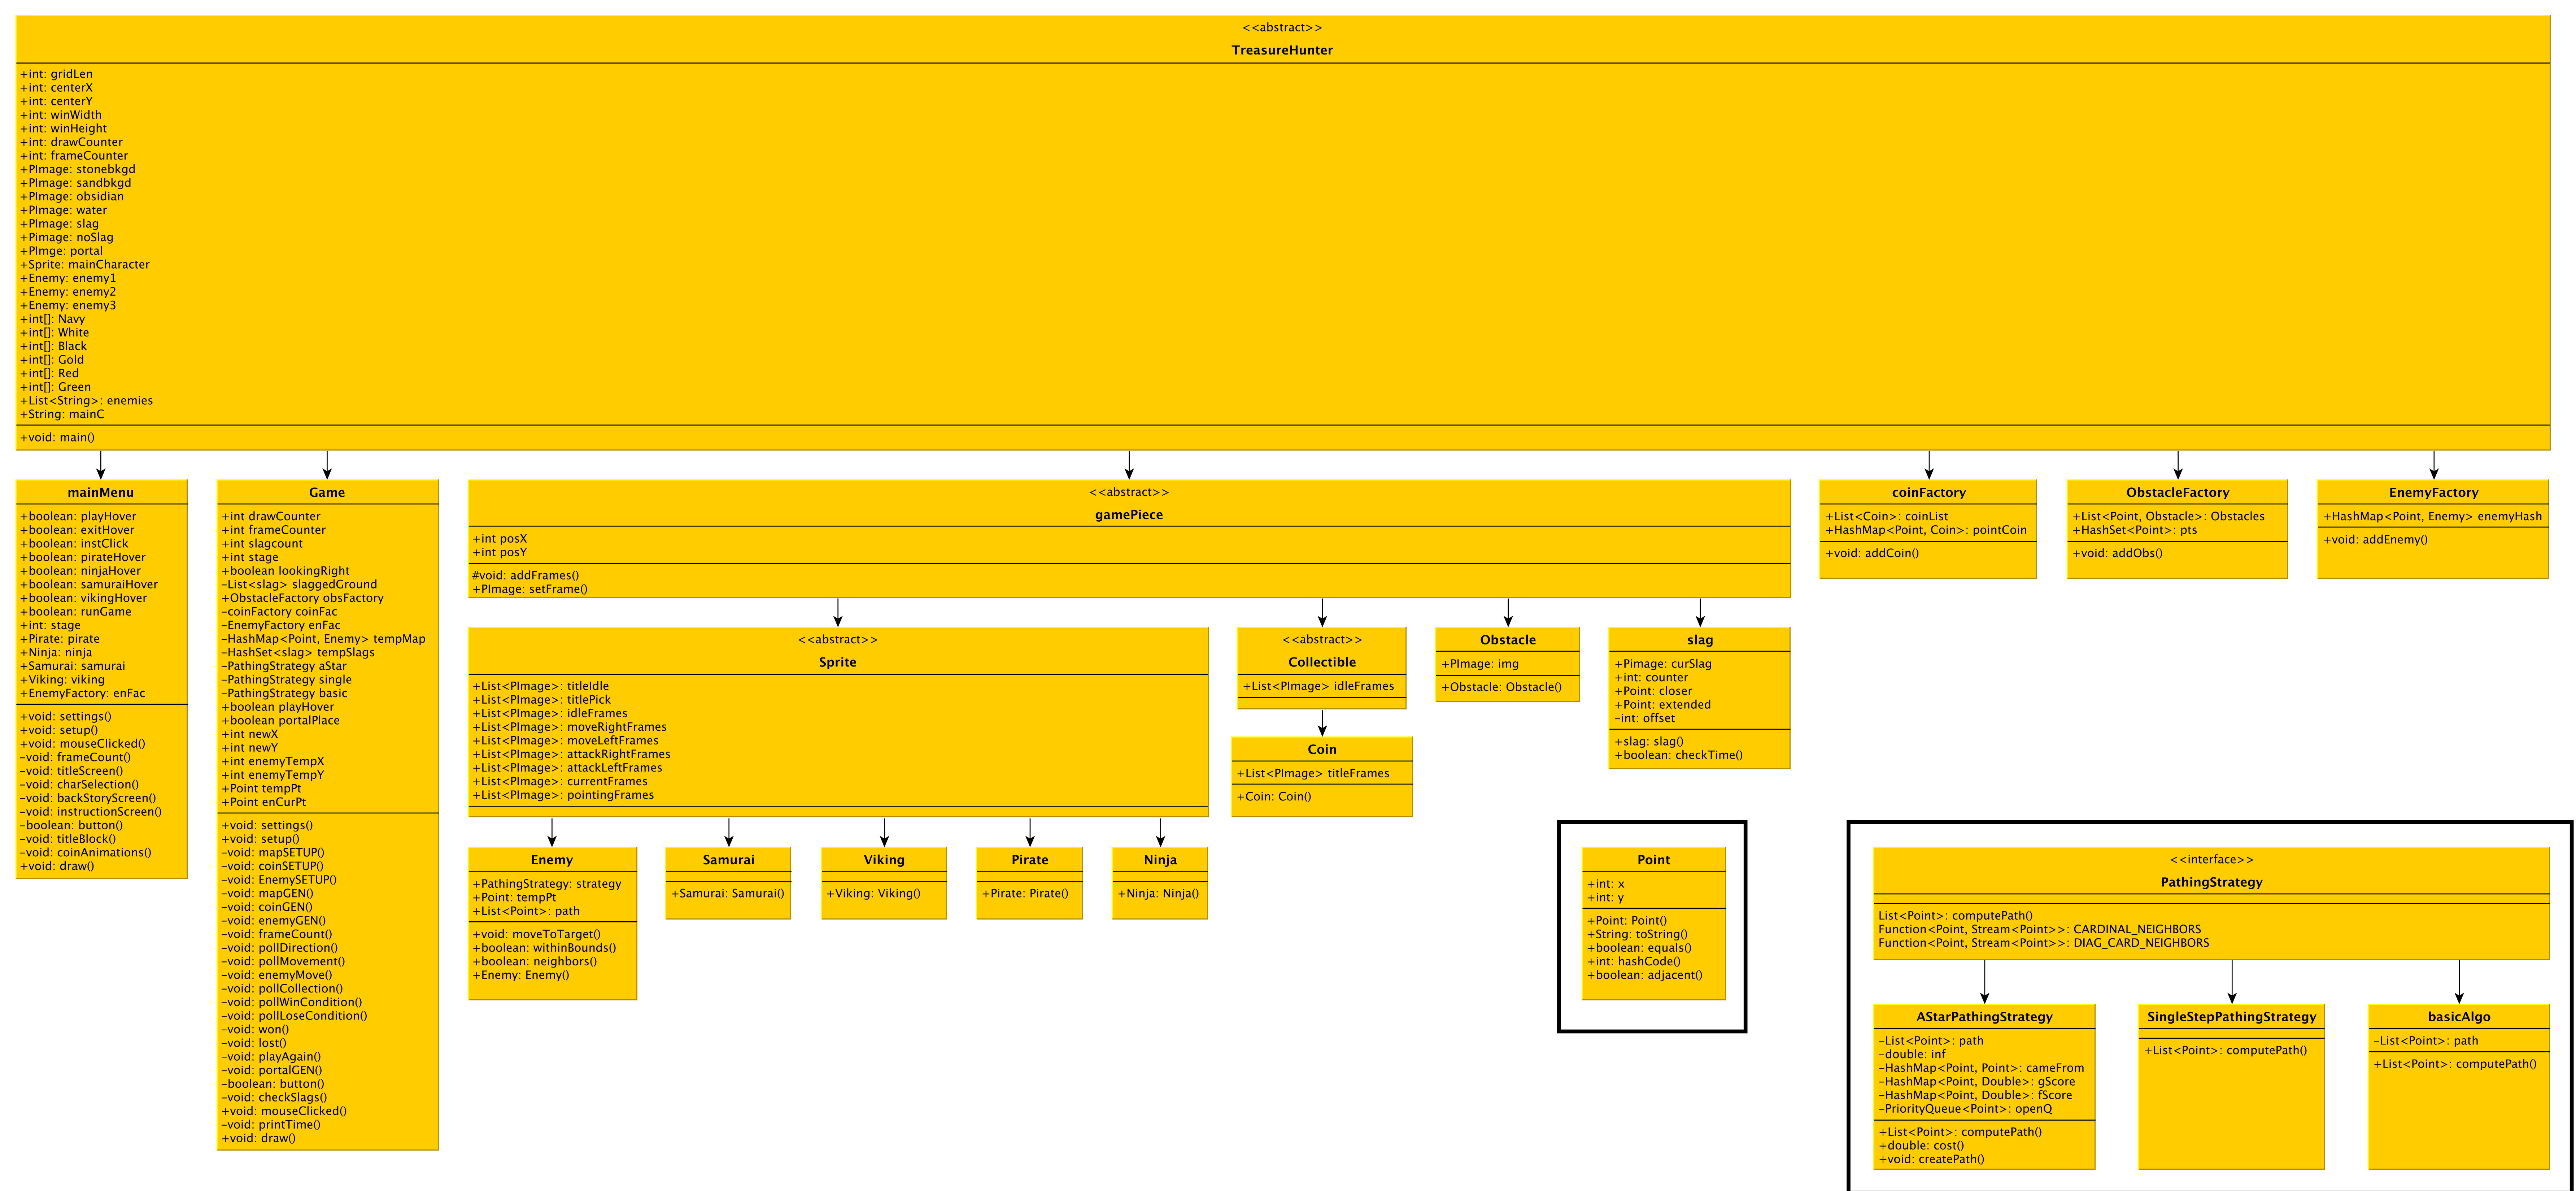 <<abstract>>
TreasureHunter
+int: gridLen
+int: centerX
+int: centerY
+int: winWidth
+int: winHeight
+int: drawCounter
+int: frameCounter
+PImage: stonebkgd
+PImage: sandbkgd
+PImage: obsidian
+PImage: water
+PImage: slag
+Pimage: noSlag
+PImge: portal
+Sprite: mainCharacter
+Enemy: enemy1
+Enemy: enemy2
+Enemy: enemy3
+int[]: Navy
+int[]: White
+int[]: Black
+int[]: Gold
+int[]: Red
+int[]: Green
+List<String>: enemies
+String: mainC
+void: main()
mainMenu
+boolean: playHover
+boolean: exitHover
+boolean: instClick
+boolean: pirateHover
+boolean: ninjaHover
+boolean: samuraiHover
+boolean: vikingHover
+boolean: runGame
+int: stage
+Pirate: pirate
+Ninja: ninja
+Samurai: samurai
+Viking: viking
+EnemyFactory: enFac
+void: settings()
+void: setup()
+void: mouseClicked()
-void: frameCount()
-void: titleScreen()
-void: charSelection()
-void: backStoryScreen()
-void: instructionScreen()
-boolean: button()
-void: titleBlock()
-void: coinAnimations()
+void: draw()
Game
+int drawCounter
+int frameCounter
+int slagcount
+int stage
+boolean lookingRight
-List<slag> slaggedGround
+ObstacleFactory obsFactory
-coinFactory coinFac
-EnemyFactory enFac
-HashMap<Point, Enemy> tempMap
-HashSet<slag> tempSlags
-PathingStrategy aStar
-PathingStrategy single
-PathingStrategy basic
+boolean playHover
+boolean portalPlace
+int newX
+int newY
+int enemyTempX
+int enemyTempY
+Point tempPt
+Point enCurPt
+void: settings()
+void: setup()
-void: mapSETUP()
-void: coinSETUP()
-void: EnemySETUP()
-void: mapGEN()
-void: coinGEN()
-void: enemyGEN()
-void: frameCount()
-void: pollDirection()
-void: pollMovement()
-void: enemyMove()
-void: pollCollection()
-void: pollWinCondition()
-void: pollLoseCondition()
-void: won()
-void: lost()
-void: playAgain()
-void: portalGEN()
-boolean: button()
-void: checkSlags()
+void: mouseClicked()
-void: printTime()
+void: draw()
<<abstract>>
gamePiece
+int posX
+int posY
#void: addFrames()
+PImage: setFrame()
coinFactory
+List<Coin>: coinList
+HashMap<Point, Coin>: pointCoin
+void: addCoin()
ObstacleFactory
+List<Point, Obstacle>: Obstacles
+HashSet<Point>: pts
+void: addObs()
EnemyFactory
+HashMap<Point, Enemy> enemyHash
+void: addEnemy()
<<abstract>>
Sprite
+List<PImage>: titleIdle
+List<PImage>: titlePick
+List<PImage>: idleFrames
+List<PImage>: moveRightFrames
+List<PImage>: moveLeftFrames
+List<PImage>: attackRightFrames
+List<PImage>: attackLeftFrames
+List<PImage>: currentFrames
+List<PImage>: pointingFrames
<<abstract>>
Collectible
+List<PImage> idleFrames
Obstacle
+PImage: img
+Obstacle: Obstacle()
slag
+Pimage: curSlag
+int: counter
+Point: closer
+Point: extended
-int: offset
+slag: slag()
+boolean: checkTime()
Coin
+List<PImage> titleFrames
+Coin: Coin()
Enemy
+PathingStrategy: strategy
+Point: tempPt
+List<Point>: path
+void: moveToTarget()
+boolean: withinBounds()
+boolean: neighbors()
+Enemy: Enemy()
Samurai
+Samurai: Samurai()
Viking
+Viking: Viking()
Pirate
+Pirate: Pirate()
Ninja
+Ninja: Ninja()
Point
+int: x
+int: y
+Point: Point()
+String: toString()
+boolean: equals()
+int: hashCode()
+boolean: adjacent()
<<interface>>
PathingStrategy
List<Point>: computePath()
Function<Point, Stream<Point>>: CARDINAL_NEIGHBORS
Function<Point, Stream<Point>>: DIAG_CARD_NEIGHBORS
AStarPathingStrategy
-List<Point>: path
-double: inf
-HashMap<Point, Point>: cameFrom
-HashMap<Point, Double>: gScore
-HashMap<Point, Double>: fScore
-PriorityQueue<Point>: openQ
+List<Point>: computePath()
+double: cost()
+void: createPath()
SingleStepPathingStrategy
+List<Point>: computePath()
basicAlgo
-List<Point>: path
+List<Point>: computePath()